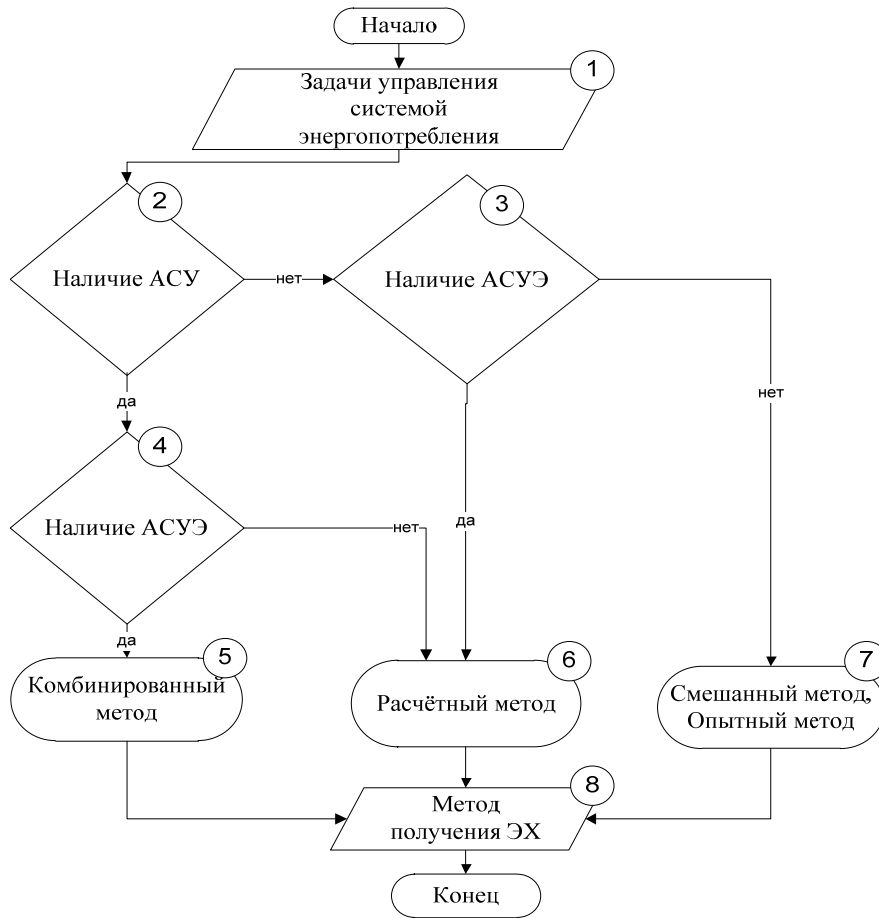 Начало
1
Задачи управления
системой
энергопотребления
2
Наличие АСУ
нет
3
Наличие АСУЭ
нет
да
4
Наличие АСУЭ
нет
да
да
5
Комбинированный
метод
6
Расчётный метод
7
Смешанный метод,
Опытный метод
8
Метод
получения ЭХ
Конец